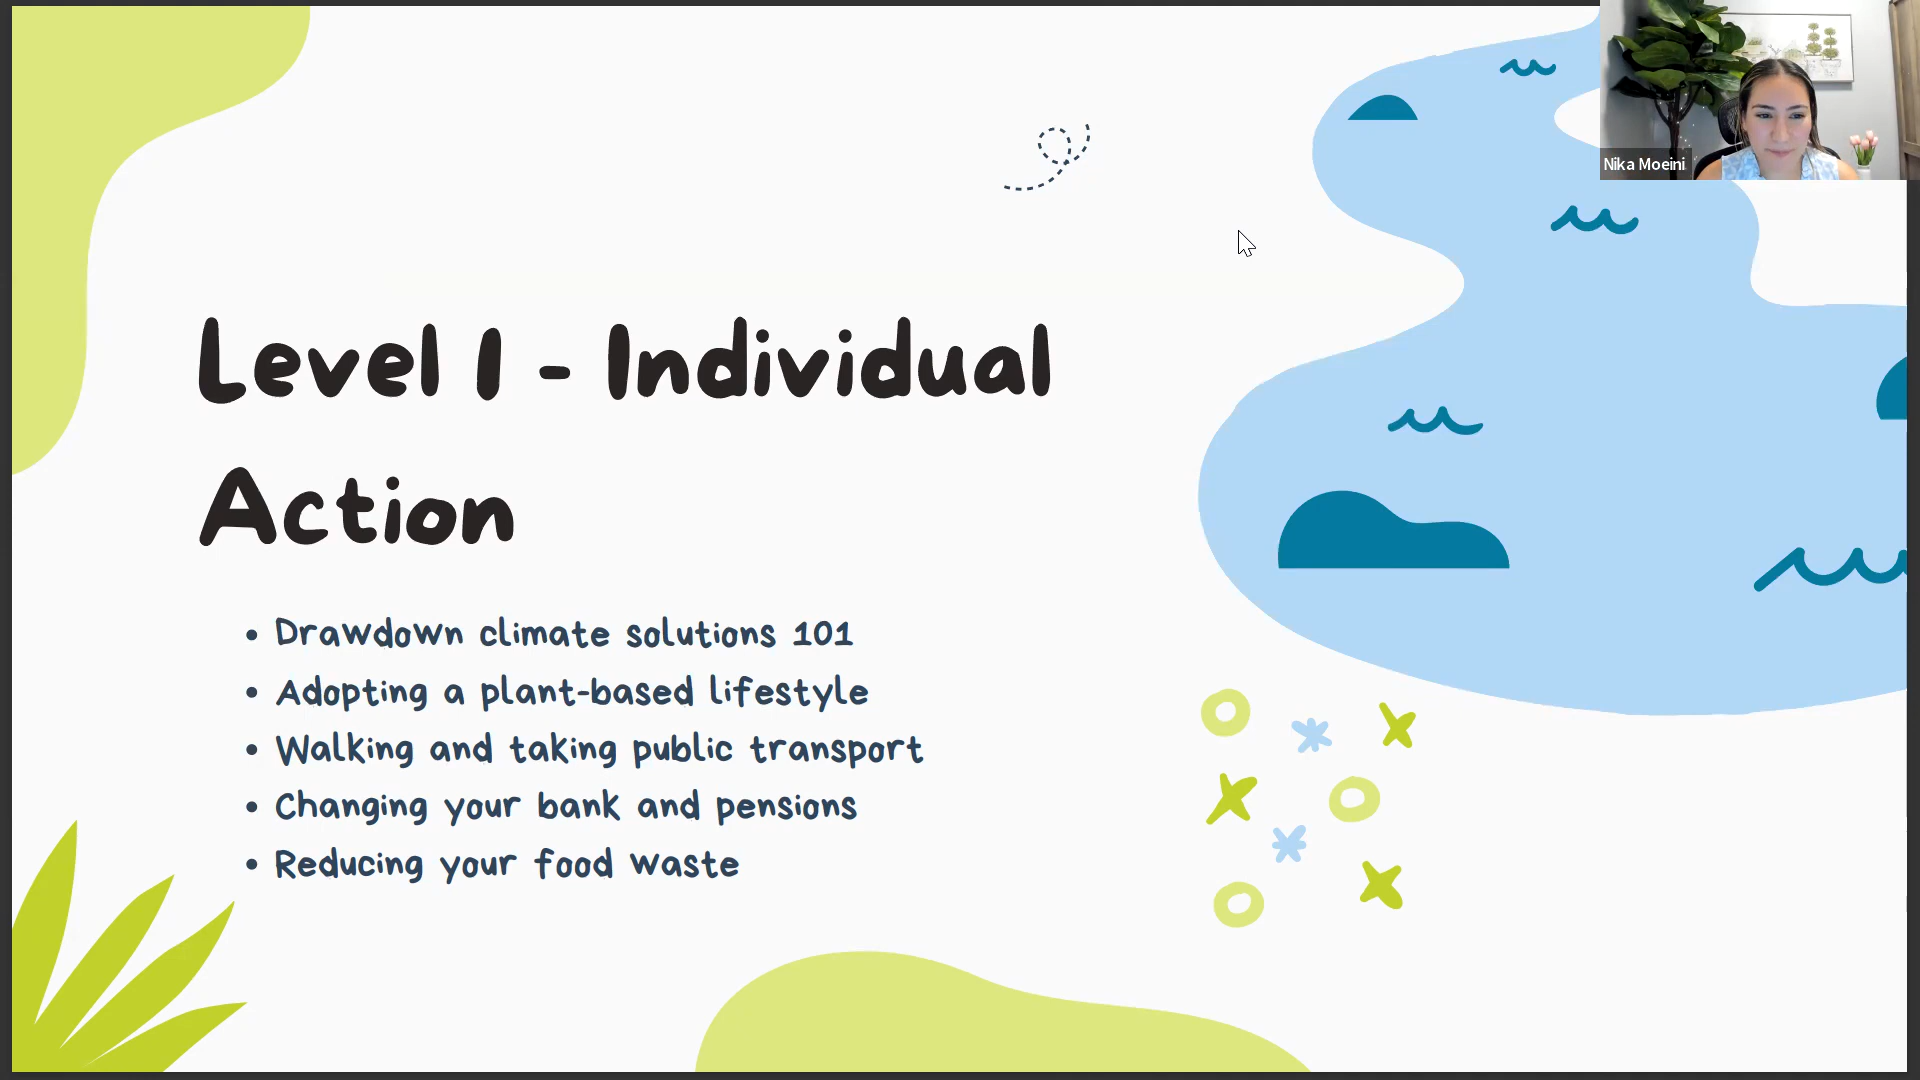 Nika Moeini
Level 1 - Individual
Action
• Drawdown climate solutions 101
• Adopting a plant-based lifestyle
• Walking and taking public transport
• Changing your bank and pensions
• Reducing your food waste